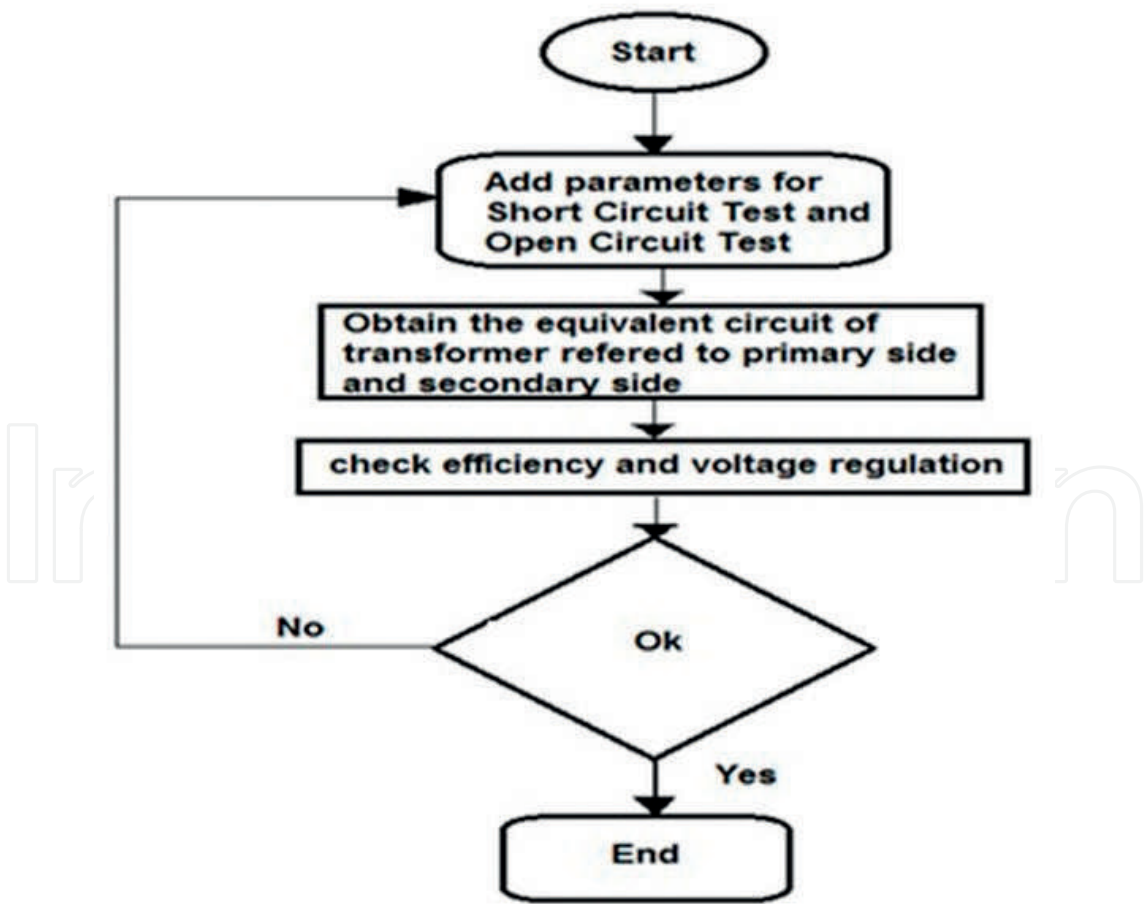 Start
Add parameters for
Short Circuit Test and
Open Circuit Test
Obtain the equivalent circuit of
transformer refered to primary side
and secondary side
check efficiency and voltage regulation
Ok
No
Yes
End